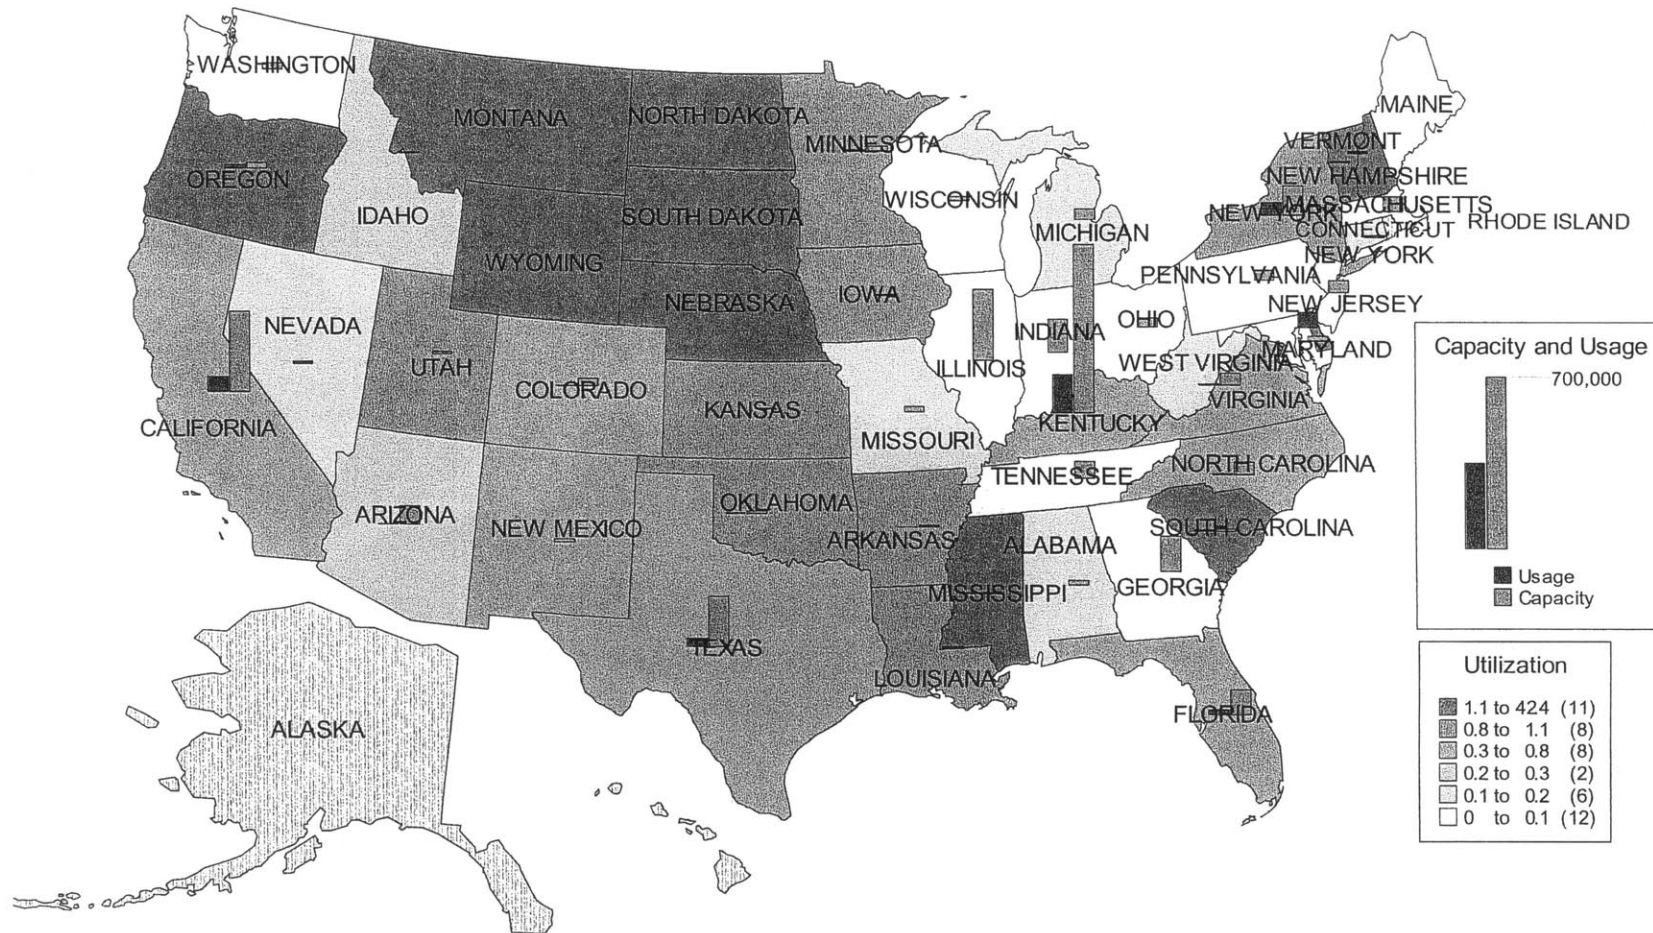 WASHINGTON
MONTANA
NORTH DAKOTA
MINNESOTA
MAINE
VERMONT
OREGON
IDAHO
SOUTH DAKOTA
WISCONSIN
MICHIGAN
NEW HAMPSHIRE
NEW YORK
MASSACHUSETTS
RHODE ISLAND
CONNECTICUT
NEW YORK
WYOMING
NEBRASKA
IOWA
PENNSYLVANIA
NEW JERSEY
NEVADA
UTAH
COLORADO
KANSAS
ILLINOIS
INDIANA
OHIO
WEST VIRGINIA
MARYLAND
VIRGINIA
CALIFORNIA
MISSOURI
KENTUCKY
ARIZONA
NEW MEXICO
OKLAHOMA
ARKANSAS
TENNESSEE
NORTH CAROLINA
SOUTH CAROLINA
ALABAMA
MISSISSIPPI
GEORGIA
TEXAS
LOUISIANA
FLORIDA
ALASKA
Capacity and Usage
700,000
Usage
Capacity
Utilization
1.1 to 424 (11)
0.8 to 1.1 (8)
0.3 to 0.8 (8)
0.2 to 0.3 (2)
0.1 to 0.2 (6)
0 to 0.1 (12)